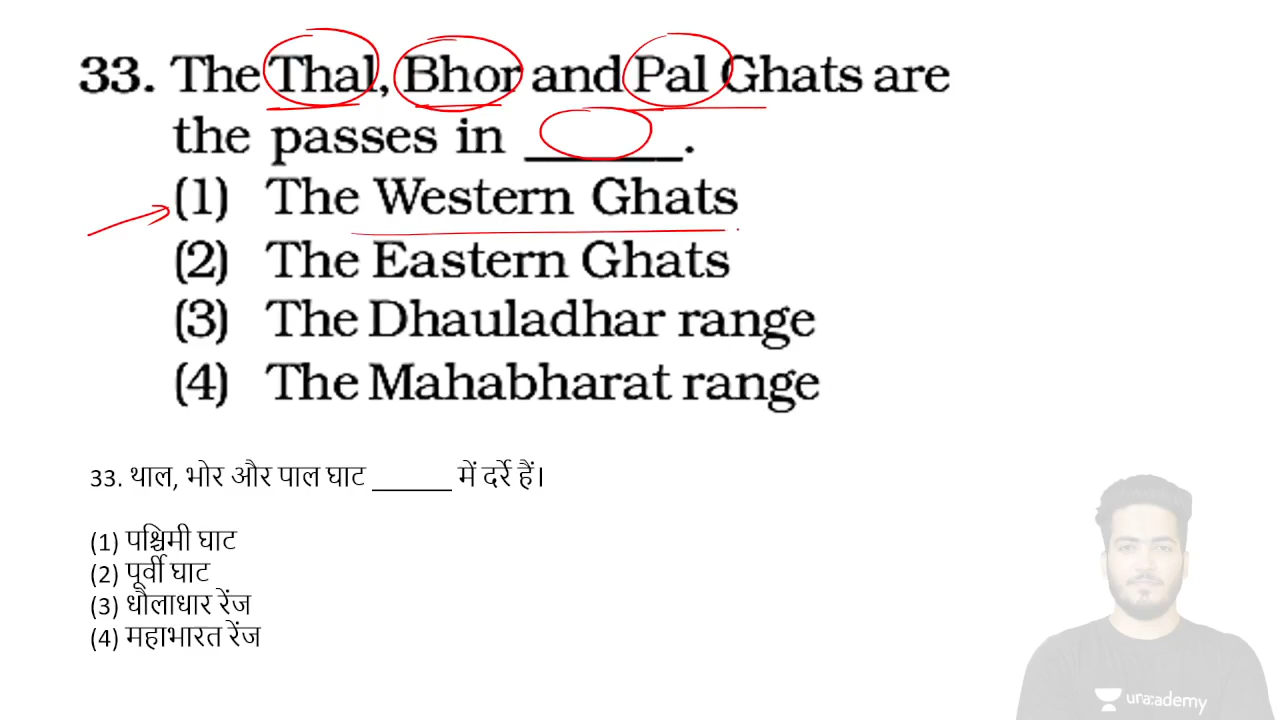 33. The Thal, Bhor and Pal Ghats are
the passes in ______.
(1) The Western Ghats
(2) The Eastern Ghats
(3) The Dhauladhar range
(4) The Mahabharat range
33. थाल, भोर और पाल घाट ______ में दर्रे हैं।
(1) पश्चिमी घाट
(2) पूर्वी घाट
(3) धौलाधार रेंज
(4) महाभारत रेंज
unacademy